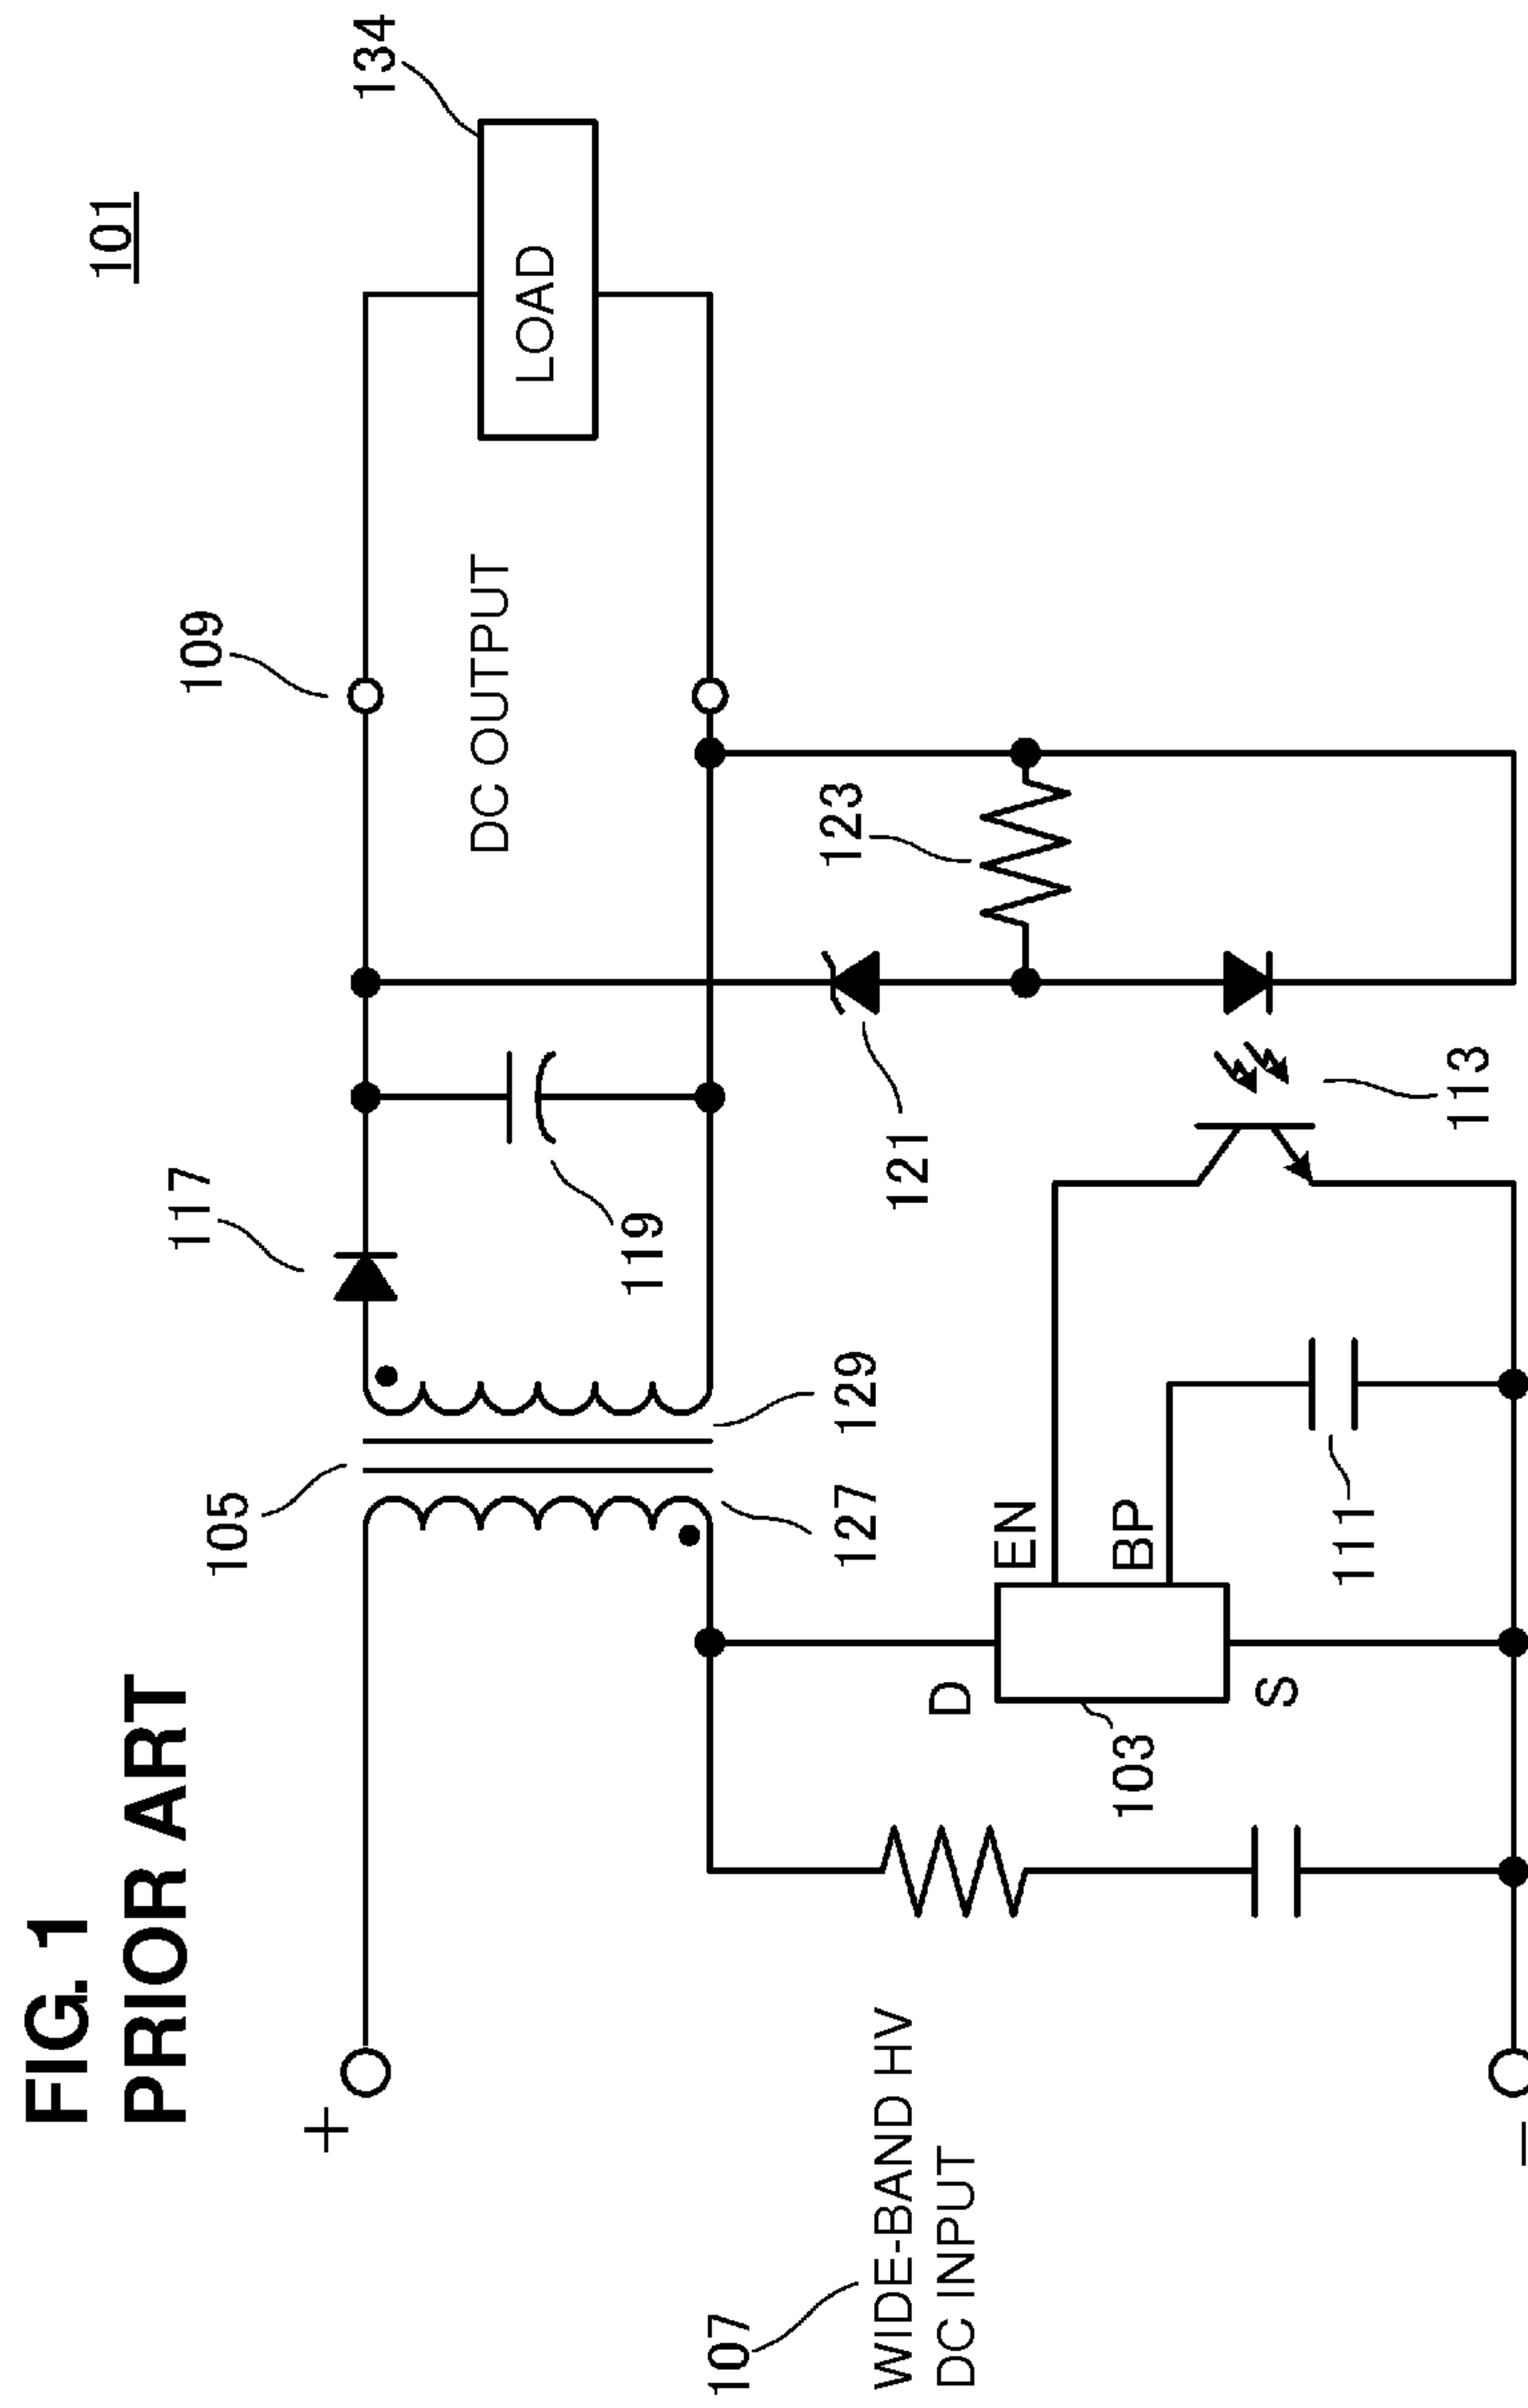 FIG. 1
PRIOR ART
101
134
LOAD
109
DC OUTPUT
117
119
105
129
127
123
121
113
EN
BP
D
S
103
111
+
−
107
WIDE-BAND HV
DC INPUT